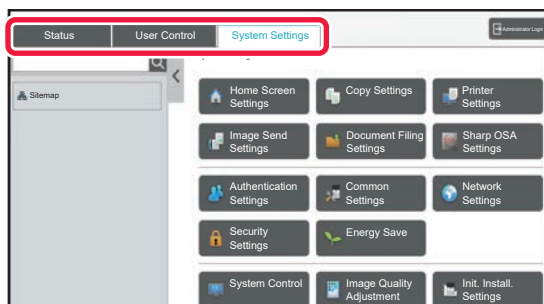 Status
User Control
System Settings
Administrator Login
Sitemap
Home Screen
Settings
Copy Settings
Printer
Settings
Image Send
Settings
Document Filing
Settings
Sharp OSA
Settings
Authentication
Settings
Common
Settings
Network
Settings
Security
Settings
Energy Save
System Control
Image Quality
Adjustment
Init. Install.
Settings